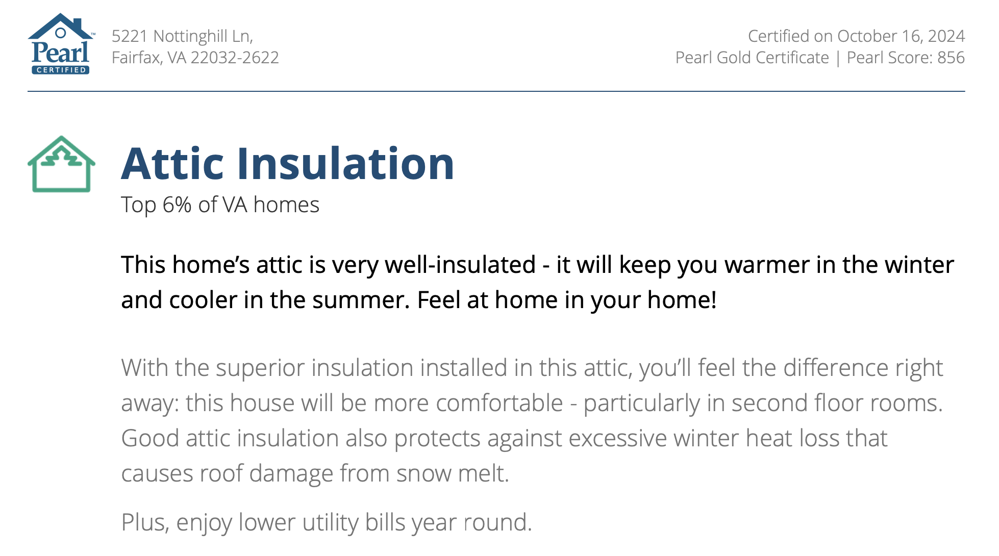 Pearl™
CERTIFIED
5221 Nottinghill Ln,
Fairfax, VA 22032-2622
Certified on October 16, 2024
Pearl Gold Certificate | Pearl Score: 856
Attic Insulation
Top 6% of VA homes
This home’s attic is very well-insulated - it will keep you warmer in the winter
and cooler in the summer. Feel at home in your home!
With the superior insulation installed in this attic, you’ll feel the difference right
away: this house will be more comfortable - particularly in second floor rooms.
Good attic insulation also protects against excessive winter heat loss that
causes roof damage from snow melt.
Plus, enjoy lower utility bills year round.